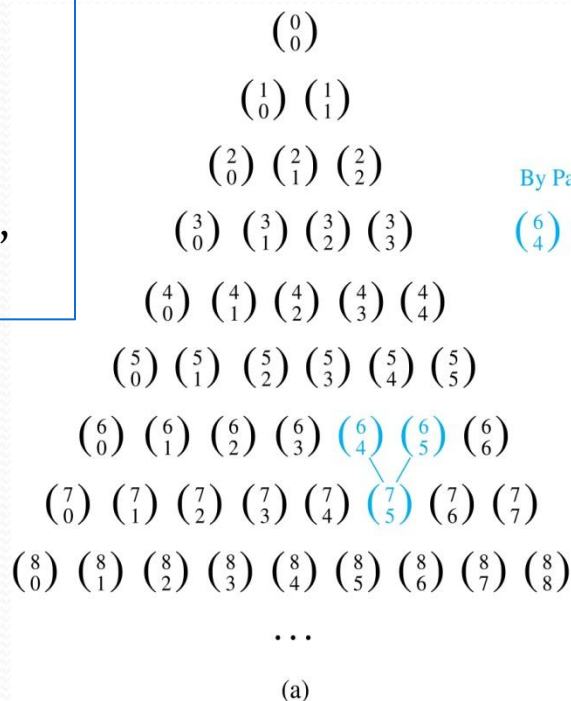 (0 0)
(1 0) (1 1)
(2 0) (2 1) (2 2)
By Pa
,
(3 0) (3 1) (3 2) (3 3) (6 4)
(4 0) (4 1) (4 2) (4 3) (4 4)
(5 0) (5 1) (5 2) (5 3) (5 4) (5 5)
(6 0) (6 1) (6 2) (6 3) (6 4) (6 5) (6 6)
(7 0) (7 1) (7 2) (7 3) (7 4) (7 5) (7 6) (7 7)
(8 0) (8 1) (8 2) (8 3) (8 4) (8 5) (8 6) (8 7) (8 8)
...
(a)